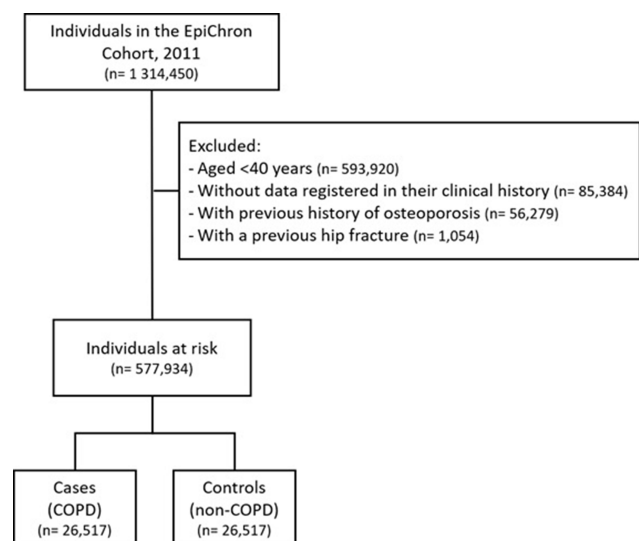 Individuals in the EpiChron
Cohort, 2011
(n= 1 314,450)
Excluded:
- Aged <40 years (n= 593,920)
- Without data registered in their clinical history (n= 85,384)
- With previous history of osteoporosis (n= 56,279)
- With a previous hip fracture (n= 1,054)
Individuals at risk
(n= 577,934)
Cases
(COPD)
(n= 26,517)
Controls
(non-COPD)
(n= 26,517)